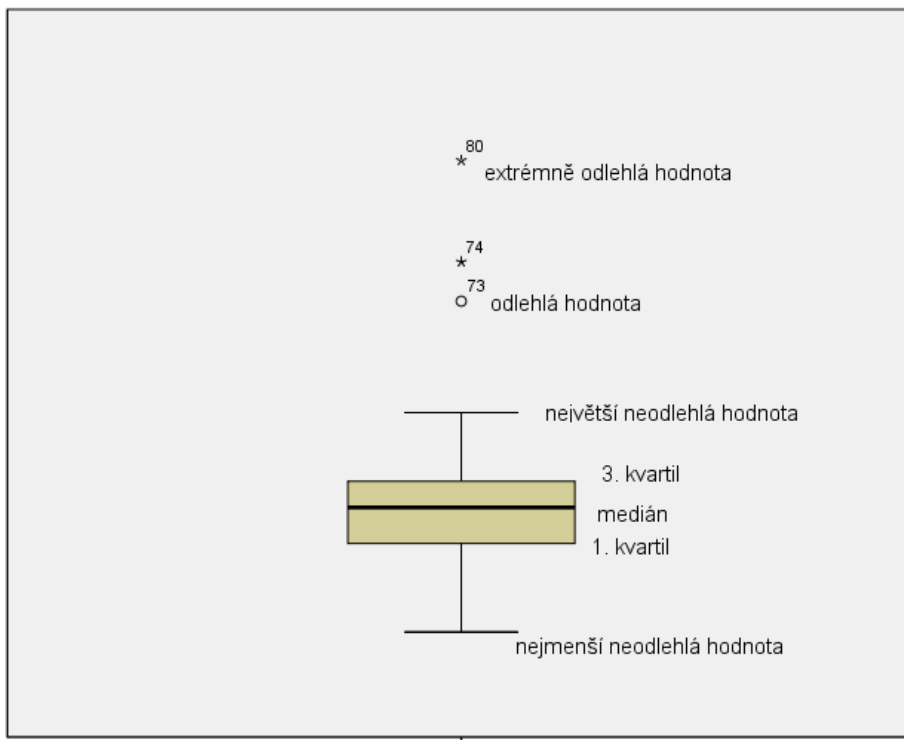 80
extrémně odlehlá hodnota
74
73
odlehlá hodnota
největší neodlehlá hodnota
3. kvartil
medián
1. kvartil
nejmenší neodlehlá hodnota